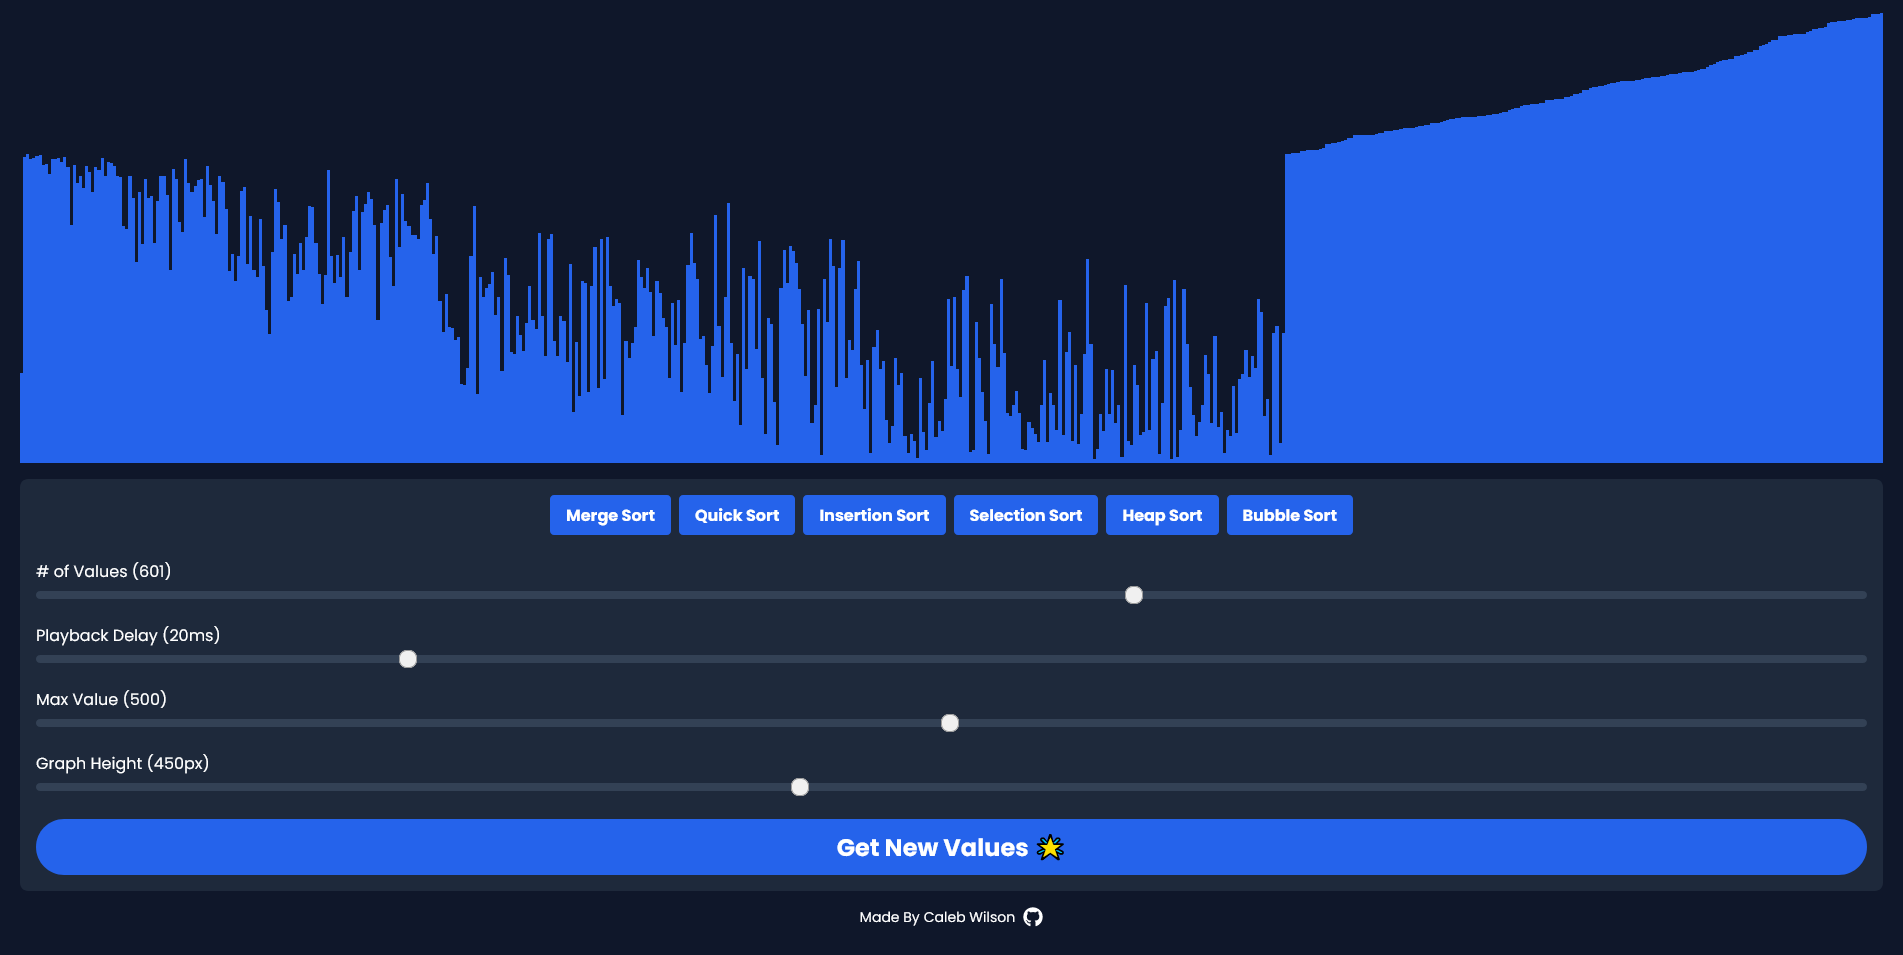 Merge Sort Quick Sort Insertion Sort Selection Sort Heap Sort Bubble Sort
# of Values (601)
Playback Delay (20ms)
Max Value (500)
Graph Height (450px)
Get New Values 🌟
Made By Caleb Wilson